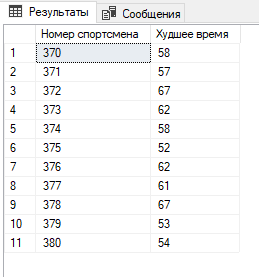 Результаты Сообщения
Номер спортсмена Худшее время
1 370 58
2 371 57
3 372 67
4 373 62
5 374 58
6 375 52
7 376 62
8 377 61
9 378 67
10 379 53
11 380 54